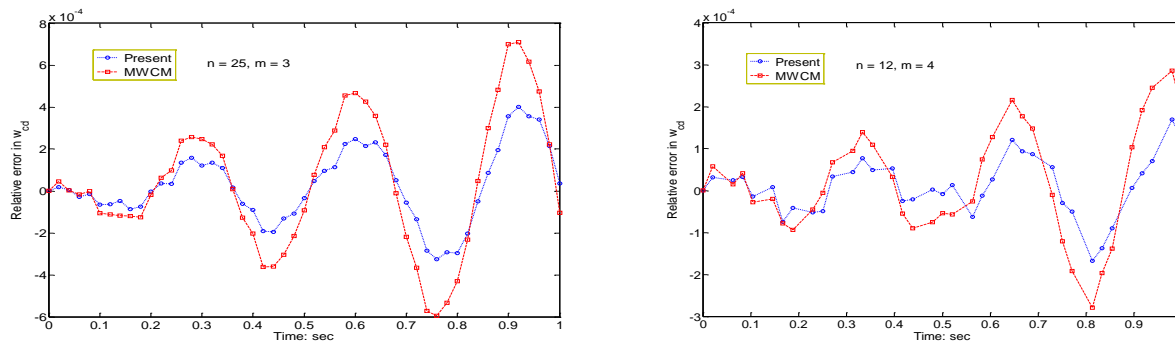 8 x 10-4
6
4
2
0
-2
-4
-6
Relative error in wcd
Present
MWCM
n = 25, m = 3
0 0.1 0.2 0.3 0.4 0.5 0.6 0.7 0.8 0.9 1
Time: sec
4 x 10-4
3
2
1
0
-1
-2
-3
Relative error in wcd
Present
MWCM
n = 12, m = 4
0 0.1 0.2 0.3 0.4 0.5 0.6 0.7 0.8 0.9
Time: sec